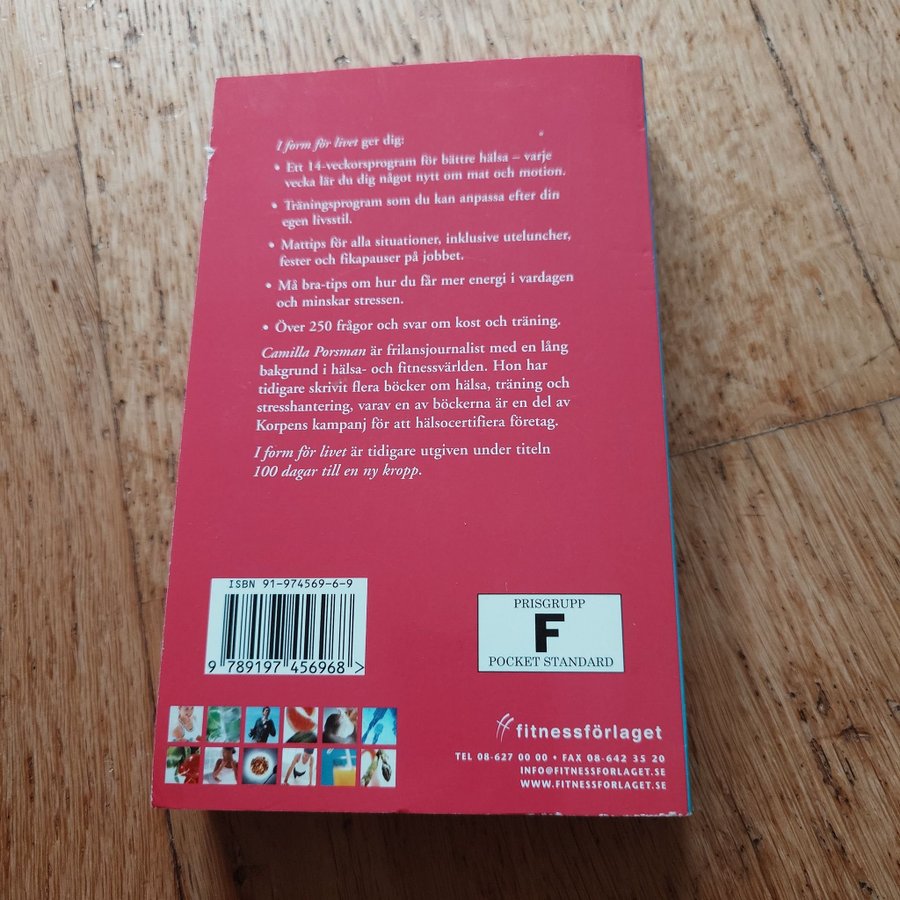 I form för livet ger dig:
• Ett 14-veckorsprogram för bättre hälsa – varje
vecka lär du dig något nytt om mat och motion.
• Träningsprogram som du kan anpassa efter din
egen livsstil.
• Mattips för alla situationer, inklusive uteluncher,
fester och fikapauser på jobbet.
• Må bra-tips om hur du får mer energi i vardagen
och minskar stressen.
• Över 250 frågor och svar om kost och träning.
Camilla Porsman är frilansjournalist med en lång
bakgrund i hälsa- och fitnessvärlden. Hon har
tidigare skrivit flera böcker om hälsa, träning och
stresshantering, varav en av böckerna är en del av
Korpens kampanj för att hälsocertifiera företag.
I form för livet är tidigare utgiven under titeln
100 dagar till en ny kropp.
ISBN 91-974569-6-9
9 789197 456968 >
PRISGRUPP
F
POCKET STANDARD
fitnessförlaget
TEL 08-627 00 00 • FAX 08-642 35 20
INFO@FITNESSFORLAGET.SE
WWW.FITNESSFORLAGET.SE